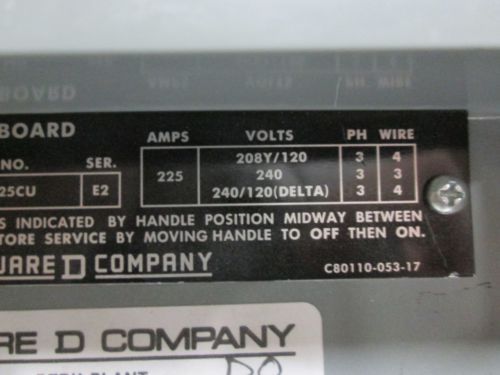 BOARD
AMPS VOLTS PH WIRE
NO. SER.
225 208Y/120 3 4
240 3 3
240/120(DELTA) 3 4
25CU E2
S INDICATED BY HANDLE POSITION MIDWAY BETWEEN
TORE SERVICE BY MOVING HANDLE TO OFF THEN ON.
UARE D COMPANY C80110-053-17
RE D COMPANY
PLANT